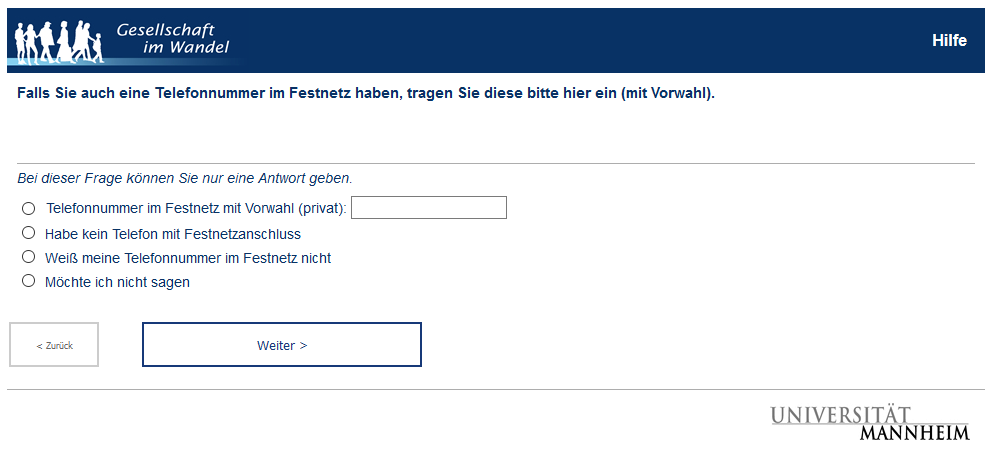 Gesellschaft
im Wandel
Hilfe
Falls Sie auch eine Telefonnummer im Festnetz haben, tragen Sie diese bitte hier ein (mit Vorwahl).
Bei dieser Frage können Sie nur eine Antwort geben.
Telefonnummer im Festnetz mit Vorwahl (privat):
Habe kein Telefon mit Festnetzanschluss
Weiß meine Telefonnummer im Festnetz nicht
Möchte ich nicht sagen
< Zurück
Weiter >
UNIVERSITÄT
MANNHEIM